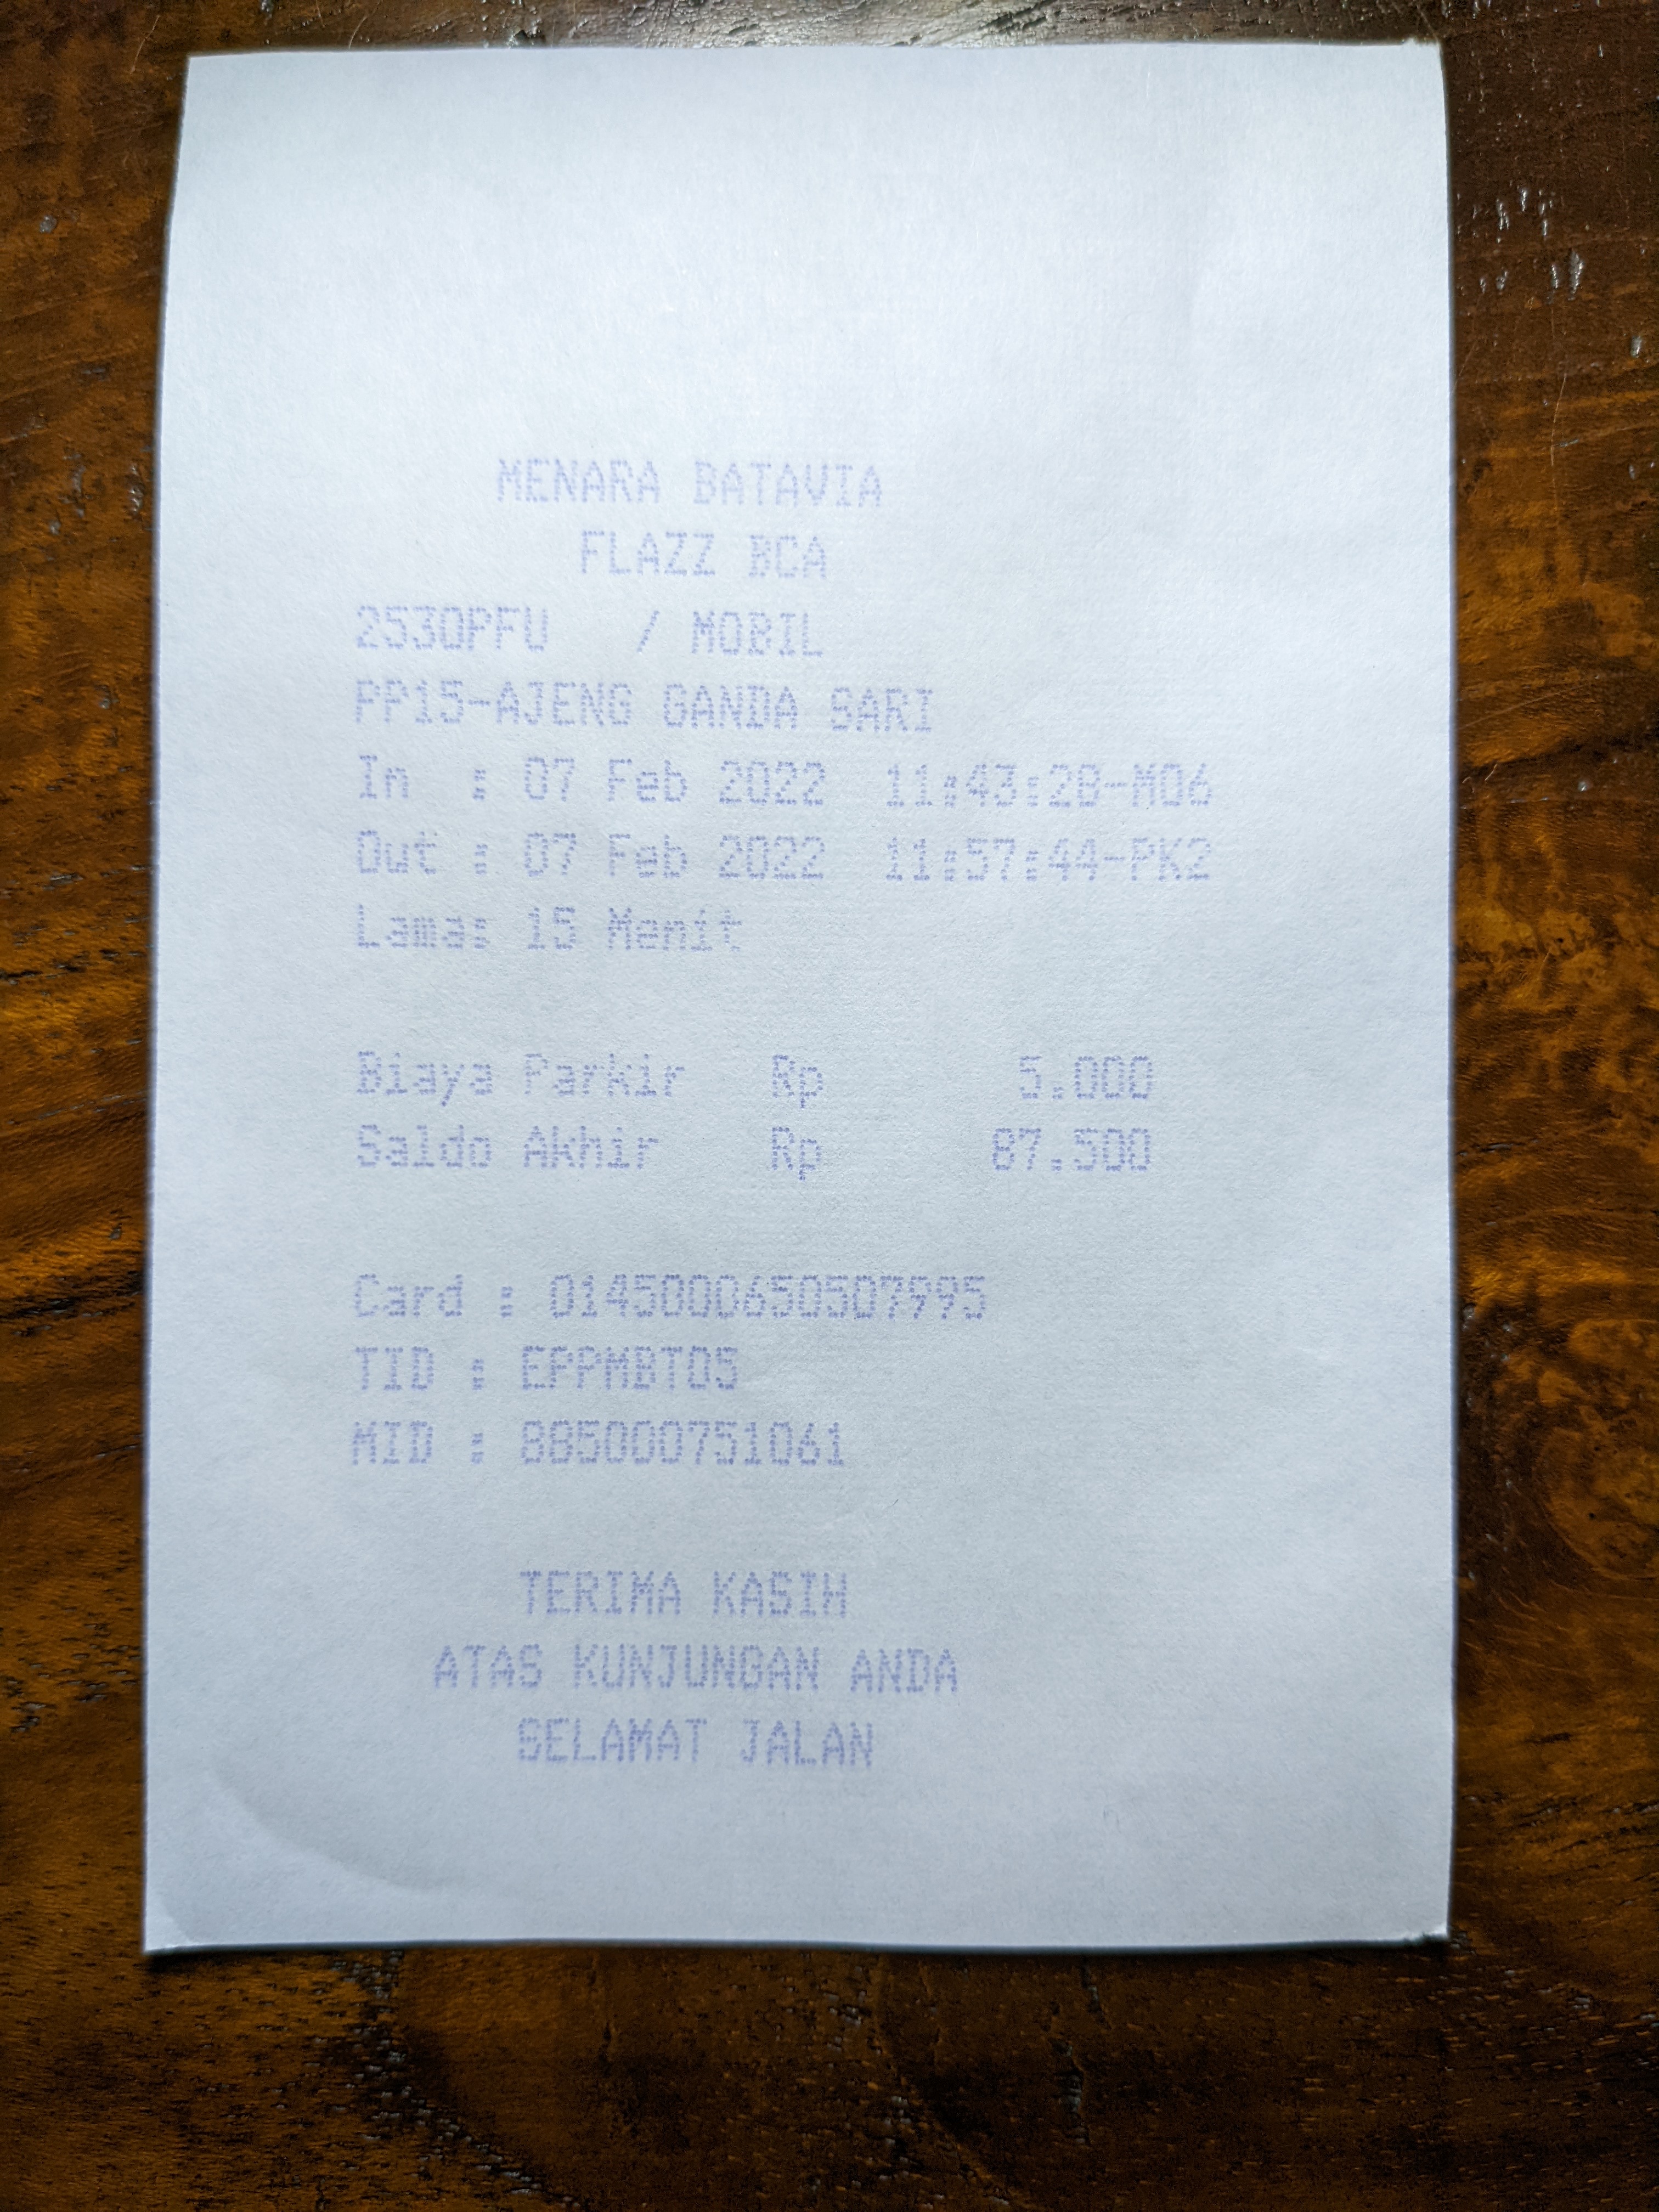 MENARA BATAVIA
FLAZZ BCA
2530PFU / MOBIL
PP15-AJENG GANDA SARI
In : 07 Feb 2022 11:43:28-M06
Out : 07 Feb 2022 11:57:44-PK2
Lama: 15 Menit
Biaya Parkir Rp 5.000
Saldo Akhir Rp 87.500
Card : 0145000650507995
TID : EPPMBT05
MID : 885000751061
TERIMA KASIH
ATAS KUNJUNGAN ANDA
SELAMAT JALAN